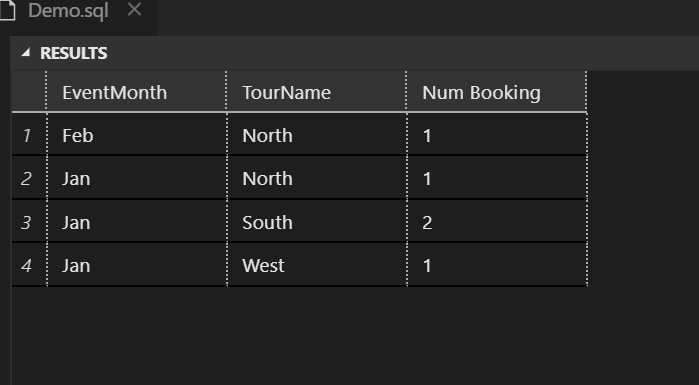 Demo.sql
RESULTS
EventMonth TourName Num Booking
1 Feb North 1
2 Jan North 1
3 Jan South 2
4 Jan West 1